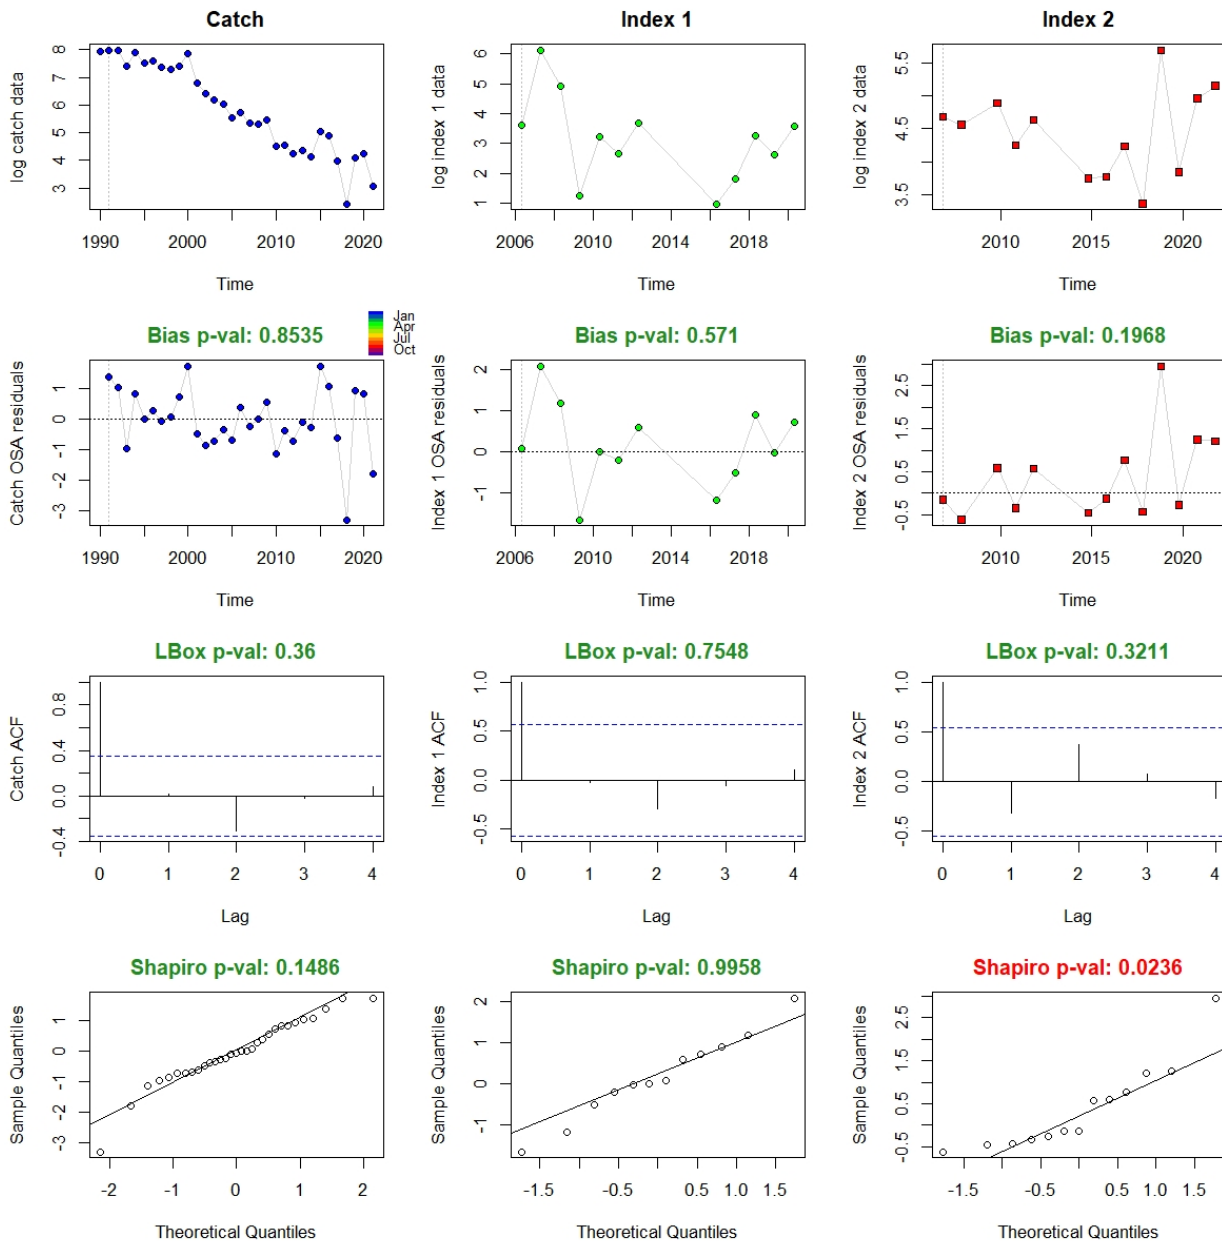 Catch
Index 1
Index 2
log catch data
3 4 5 6 7 8
1990 2000 2010 2020
Time
log index 1 data
1 2 3 4 5 6
2006 2010 2014 2018
Time
log index 2 data
3.5 4.5 5.5
2010 2015 2020
Time
Bias p-val: 0.8535
Jan
Apr
Jul
Oct
Bias p-val: 0.571
Bias p-val: 0.1968
Catch OSA residuals
-3 -2 -1 0 1
1990 2000 2010 2020
Time
Index 1 OSA residuals
-1 0 1 2
2006 2010 2014 2018
Time
Index 2 OSA residuals
-0.5 0.5 1.5 2.5
2010 2015 2020
Time
LBox p-val: 0.36
LBox p-val: 0.7548
LBox p-val: 0.3211
Catch ACF
-0.4 0.0 0.4 0.8
0 1 2 3 4
Lag
Index 1 ACF
-0.5 0.0 0.5 1.0
0 1 2 3 4
Lag
Index 2 ACF
-0.5 0.0 0.5 1.0
0 1 2 3 4
Lag
Shapiro p-val: 0.1486
Shapiro p-val: 0.9958
Shapiro p-val: 0.0236
Sample Quantiles
-3 -2 -1 0 1
-2 -1 0 1 2
Theoretical Quantiles
Sample Quantiles
-1 0 1 2
-1.5 -0.5 0.5 1.0 1.5
Theoretical Quantiles
Sample Quantiles
-0.5 0.5 1.5 2.5
-1.5 -0.5 0.5 1.0 1.5
Theoretical Quantiles